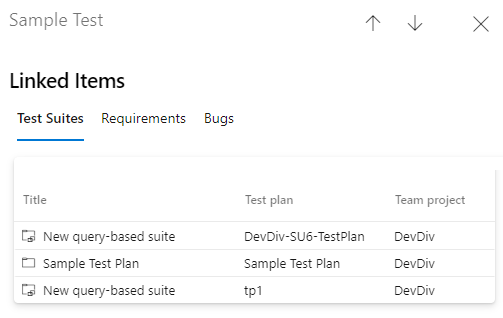 Sample Test
Linked Items
Test Suites Requirements Bugs
Title Test plan Team project
New query-based suite DevDiv-SU6-TestPlan DevDiv
Sample Test Plan Sample Test Plan DevDiv
New query-based suite tp1 DevDiv